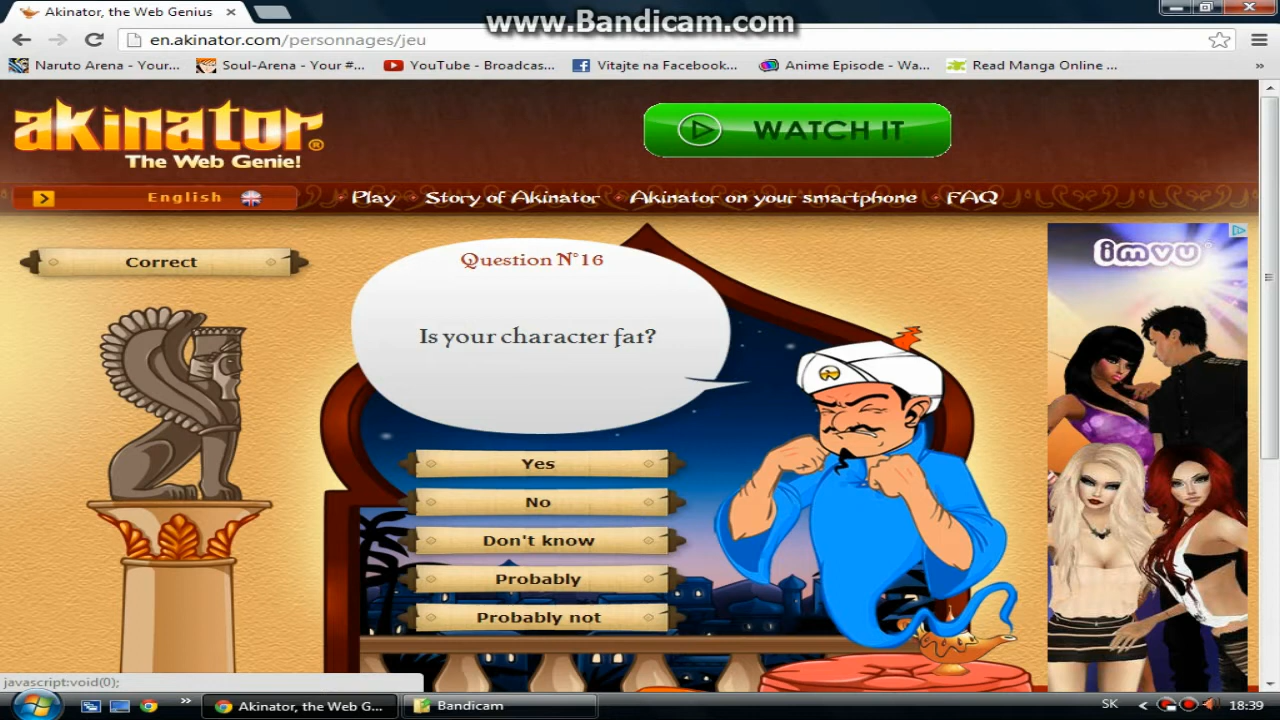 Akinator, the Web Genius
www.Bandicam.com
en.akinator.com/personnages/jeu
Naruto Arena - Your...
Soul-Arena - Your #...
YouTube - Broadcas...
Vitajte na Facebook...
Anime Episode - Wa...
Read Manga Online ...
»
akinator®
The Web Genie!
WATCH IT
English
Play
Story of Akinator
Akinator on your smartphone
FAQ
Correct
Question N°16
Is your character fat?
Yes
No
Don't know
Probably
Probably not
imvu
javascript:void(0);
»
Akinator, the Web G...
Bandicam
SK
18:39